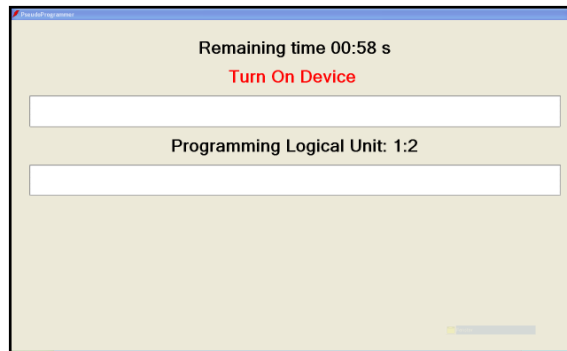 PseudoProgrammer
Remaining time 00:58 s
Turn On Device
Programming Logical Unit: 1:2